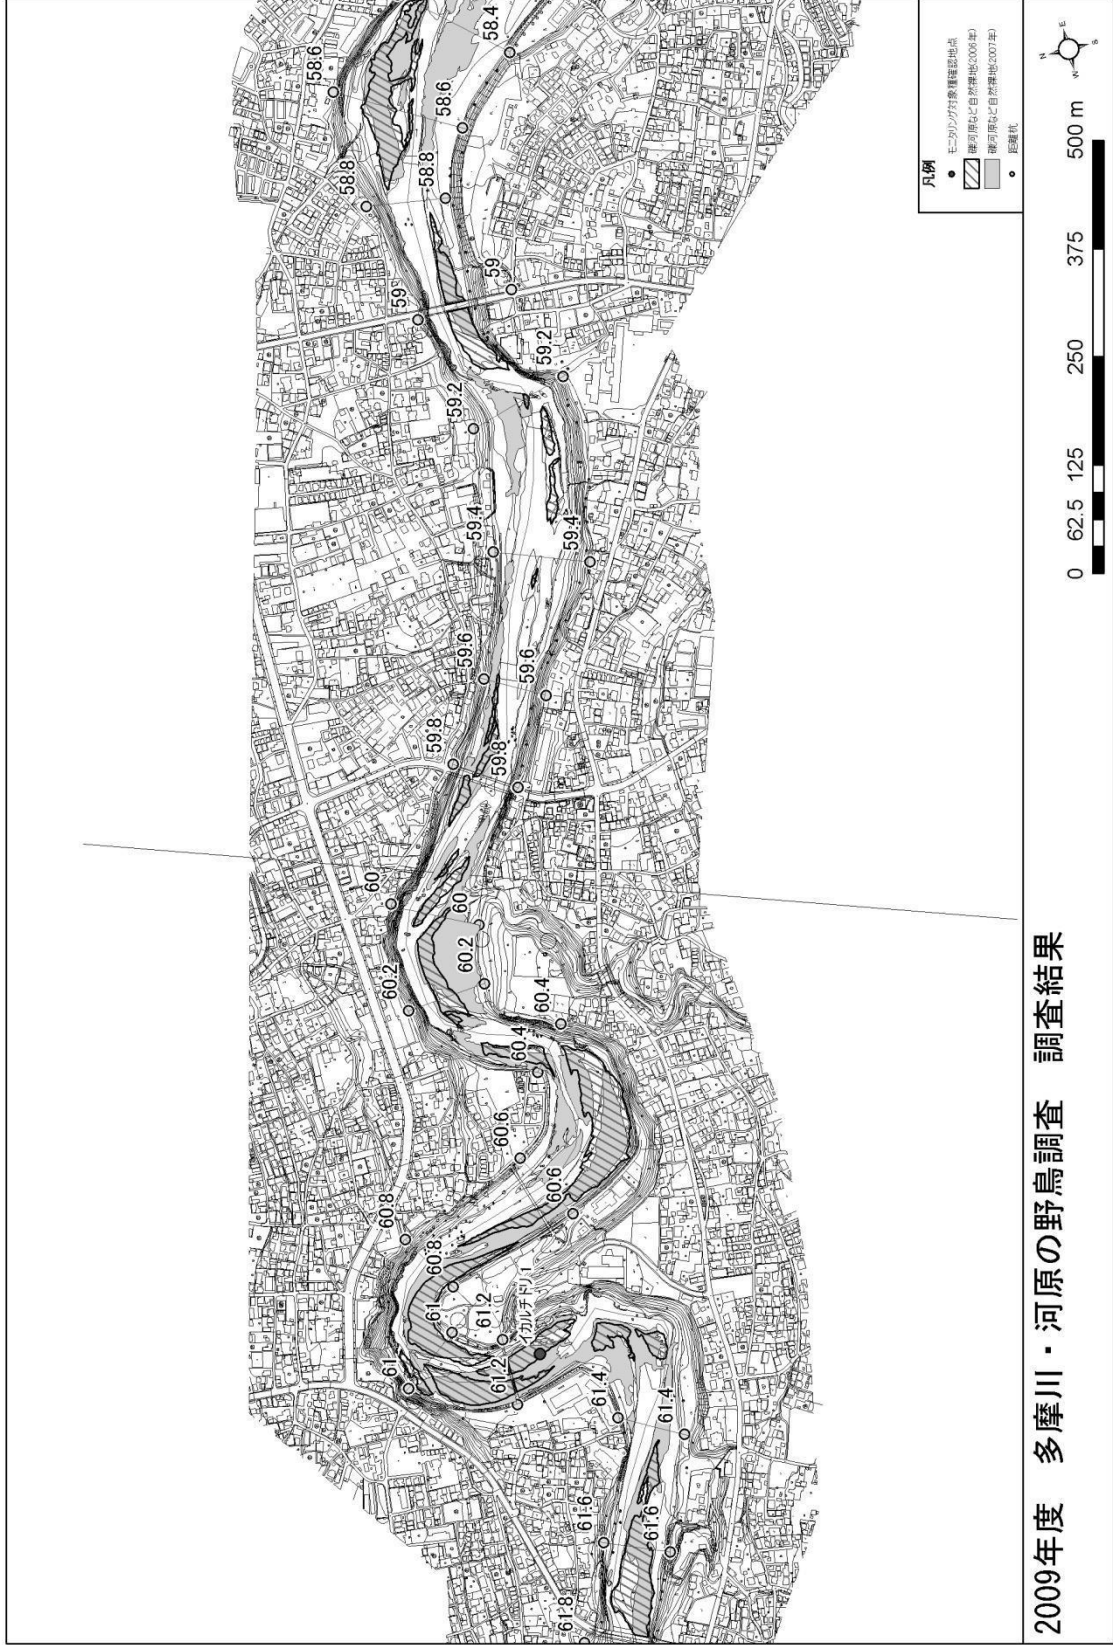 2009年度　多摩川・河原の野鳥調査　調査結果
凡例
モニタリング対象種確認地点
礫河原など自然裸地(2006年)
礫河原など自然裸地(2007年)
距離杭
0 62.5 125 250 375 500 m
N
E
S
W
61.8
61.6
61.6
61.4
61.4
61.2
61.2
イカルチドリ 1
61
61
60.8
60.8
60.6
60.6
60.4
60.4
60.2
60.2
60
60
59.8
59.8
59.6
59.6
59.4
59.4
59.2
59.2
59
59
58.8
58.8
58.6
58.6
58.4